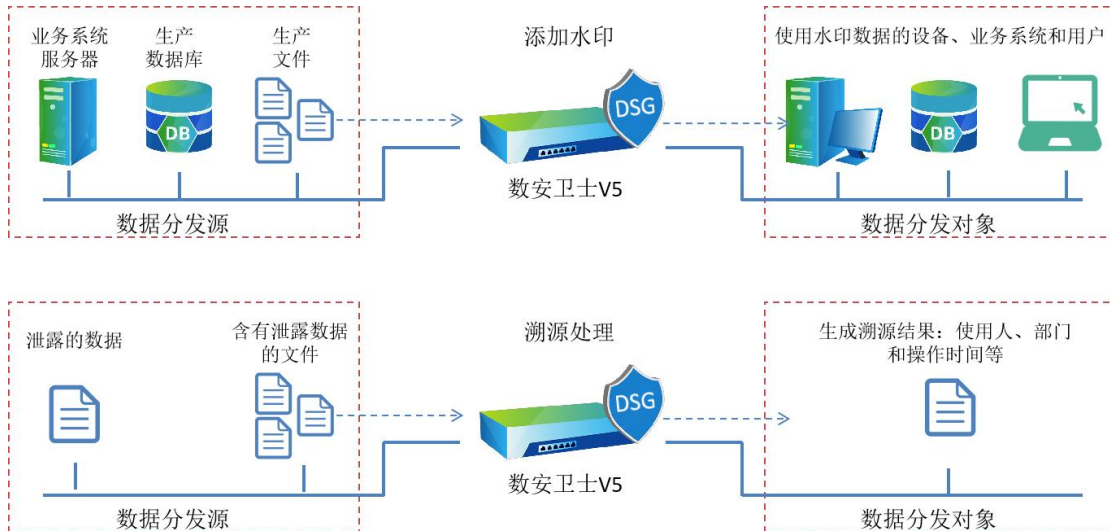 业务系统
服务器
生产
数据库
生产
文件
添加水印
使用水印数据的设备、业务系统和用户
DB
DSG
DB
数安卫士V5
数据分发源
数据分发对象
泄露的数据
含有泄露数据
的文件
溯源处理
生成溯源结果：使用人、部门
和操作时间等
DSG
数安卫士V5
数据分发源
数据分发对象